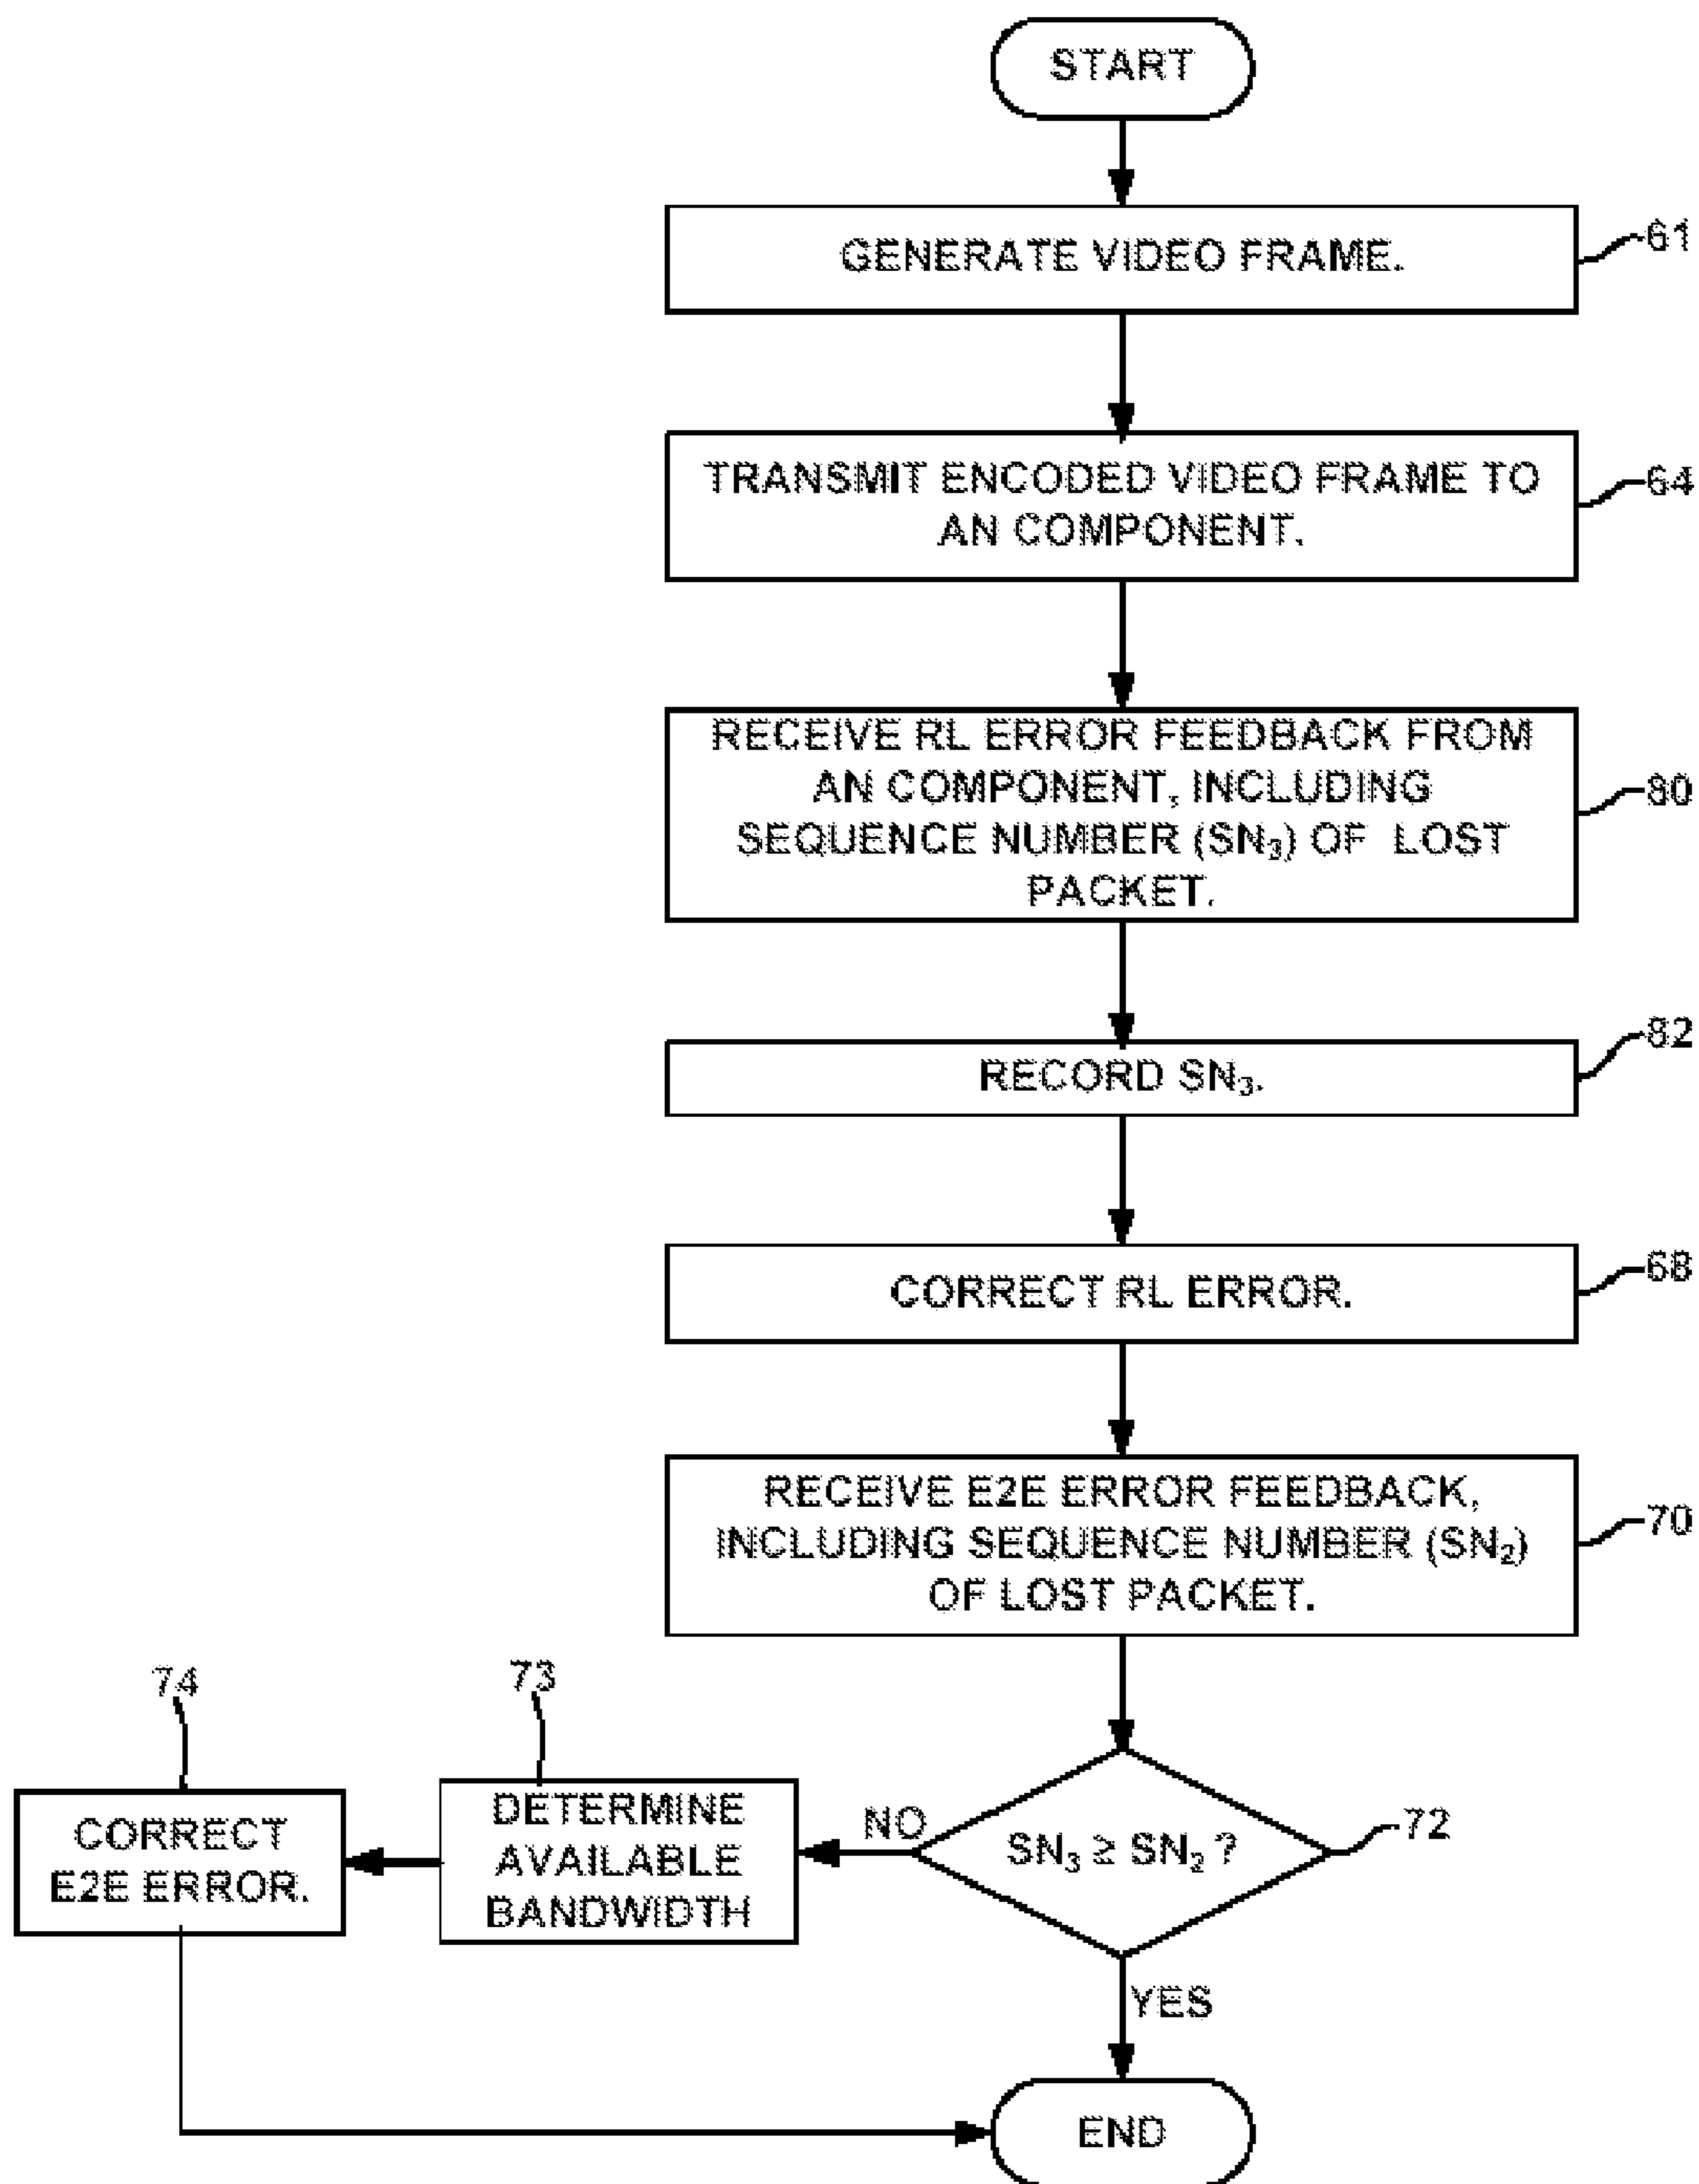 START
GENERATE VIDEO FRAME.
61
TRANSMIT ENCODED VIDEO FRAME TO
AN COMPONENT.
64
RECEIVE RL ERROR FEEDBACK FROM
AN COMPONENT, INCLUDING
SEQUENCE NUMBER (SN₃) OF LOST
PACKET.
80
RECORD SN₃.
82
CORRECT RL ERROR.
68
RECEIVE E2E ERROR FEEDBACK,
INCLUDING SEQUENCE NUMBER (SN₂)
OF LOST PACKET.
70
74
73
CORRECT
E2E ERROR.
DETERMINE
AVAILABLE
BANDWIDTH
NO
SN₃ ≥ SN₂ ?
72
YES
END